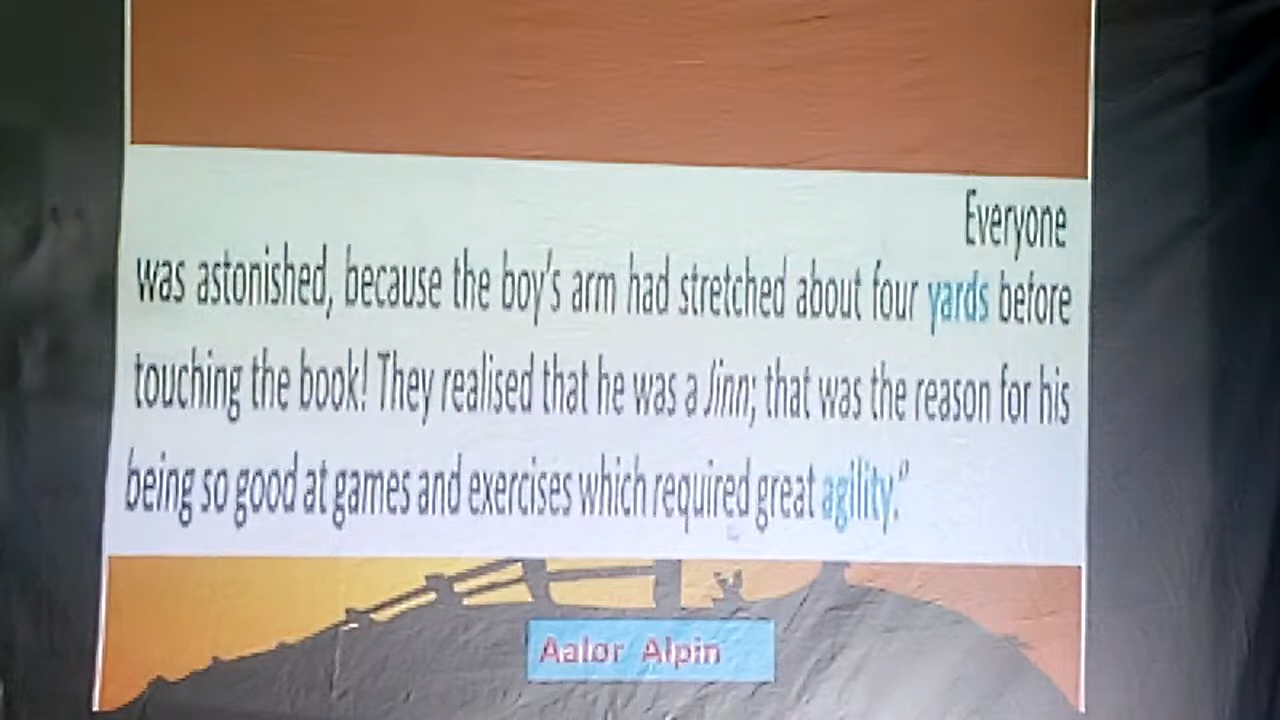 Everyone
was astonished, because the boy's arm had stretched about four yards before
touching the book! They realised that he was a Jinn; that was the reason for his
being so good at games and exercises which required great agility."
Aalor Alpin